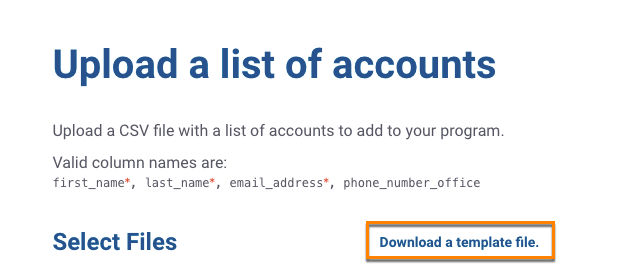 Upload a list of accounts
Upload a CSV file with a list of accounts to add to your program.
Valid column names are:
first_name*, last_name*, email_address*, phone_number_office
Select Files
Download a template file.